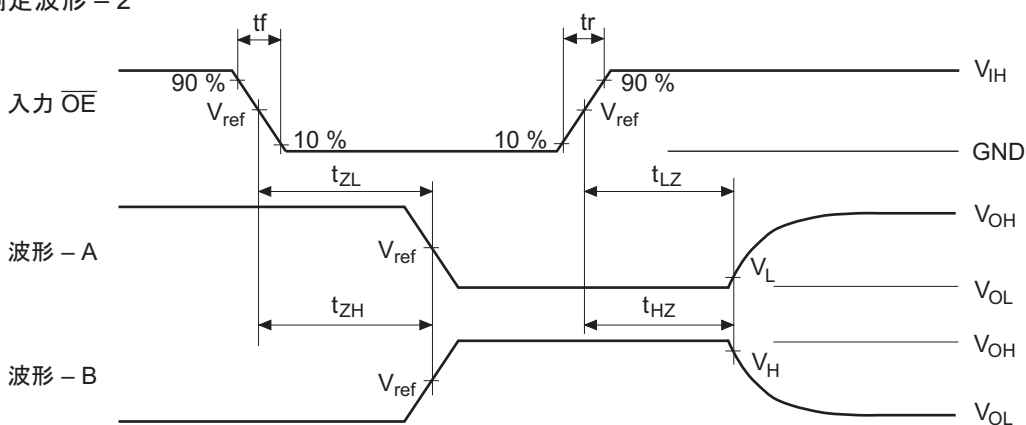 測定波形 – 2
tf
tr
90 %
90 %
V_IH
入力 O̅E̅
V_ref
V_ref
10 %
10 %
GND
t_ZL
t_LZ
V_OH
波形 – A
V_ref
V_L
V_OL
t_ZH
t_HZ
V_OH
波形 – B
V_ref
V_H
V_OL